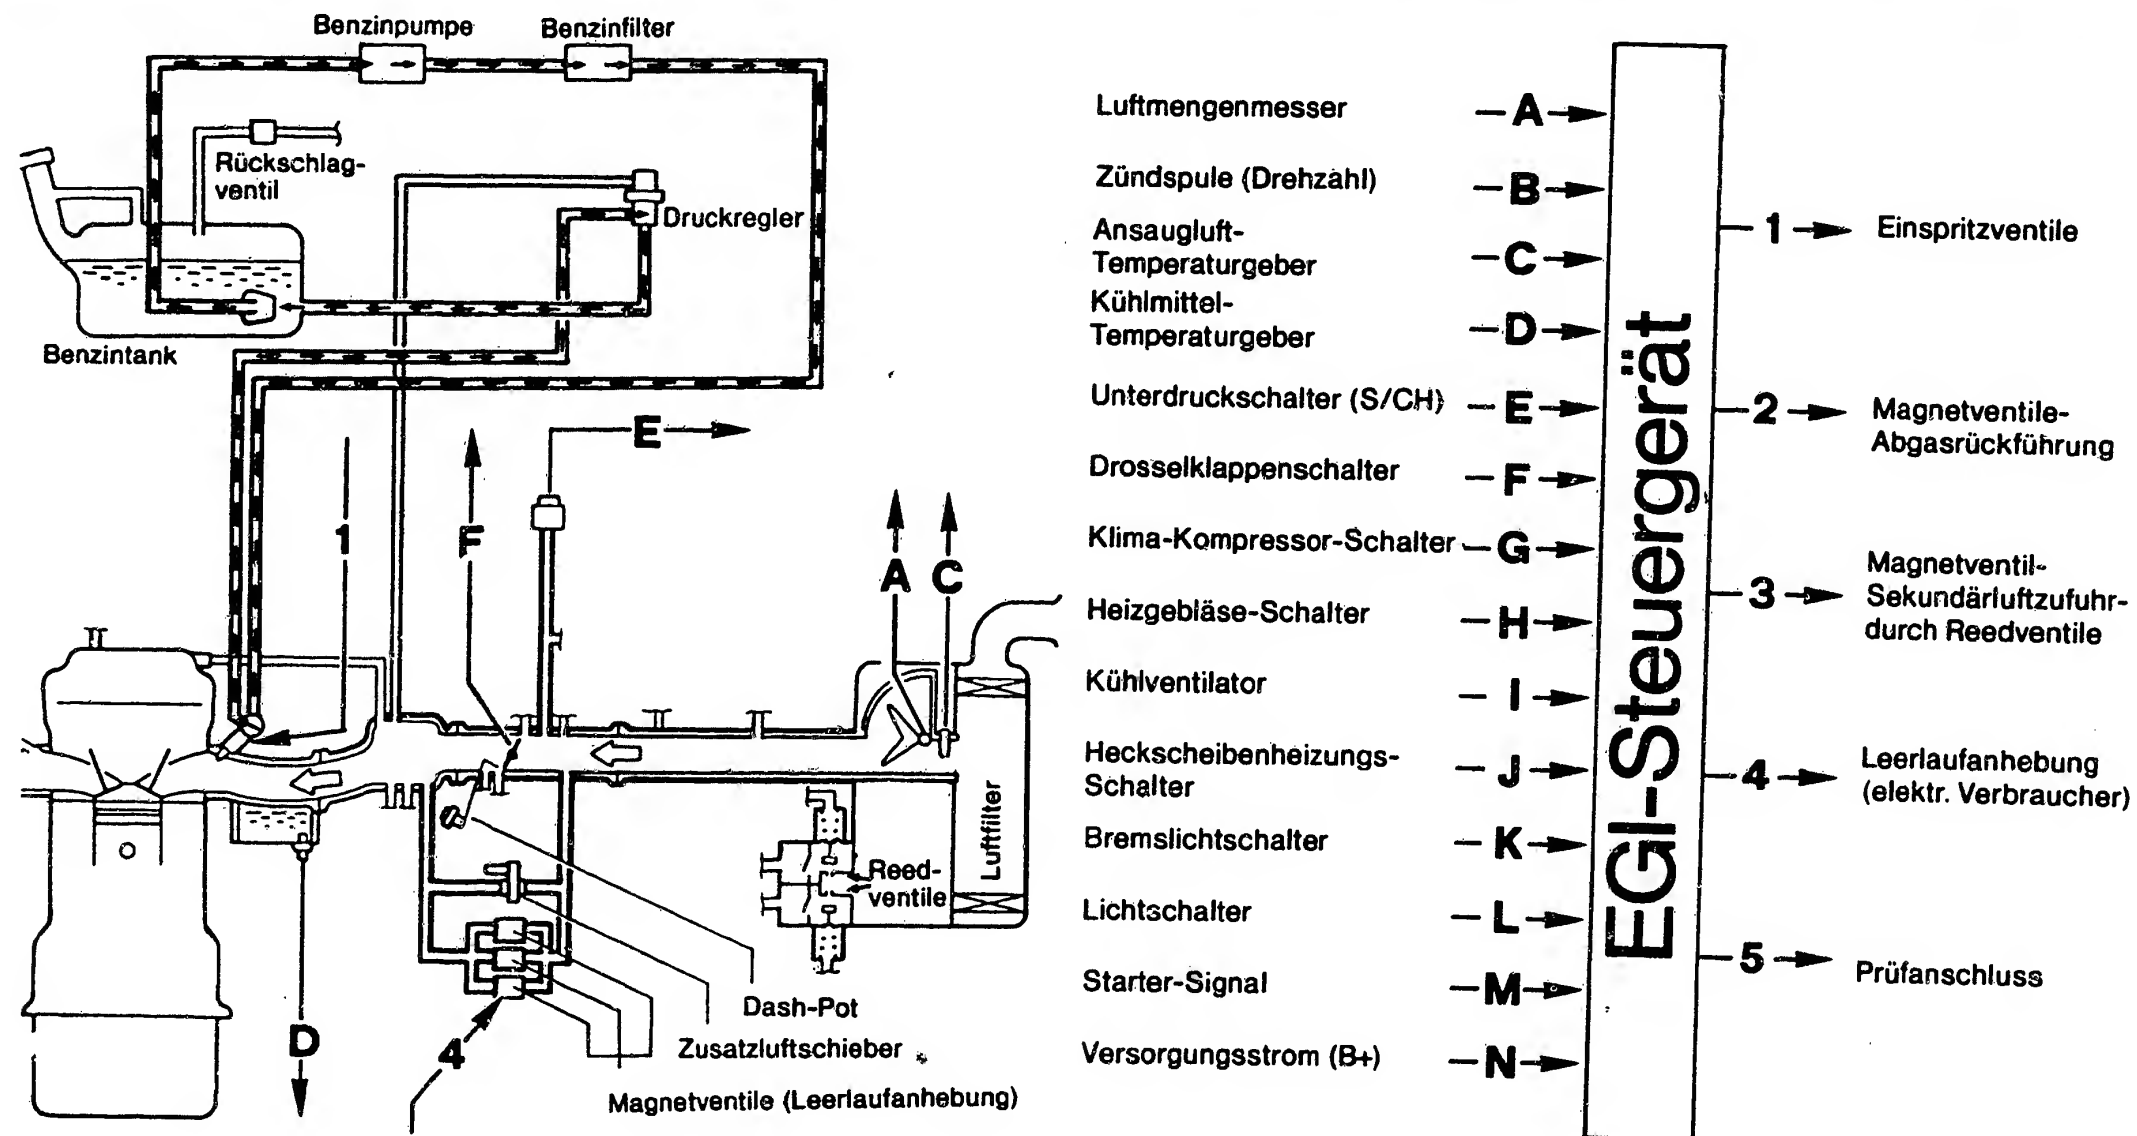 Benzinpumpe
Benzinfilter
Rückschlag-
ventil
Druckregler
Benzintank
E
1
F
A
C
Reed-
ventile
Luftfilter
D
4
Dash-Pot
Zusatzluftschieber
Magnetventile (Leerlaufanhebung)
Luftmengenmesser – A
Zündspule (Drehzahl) – B
Ansaugluft-
Temperaturgeber – C
Kühlmittel-
Temperaturgeber – D
Unterdruckschalter (S/CH) – E
Drosselklappenschalter – F
Klima-Kompressor-Schalter – G
Heizgebläse-Schalter – H
Kühlventilator – I
Heckscheibenheizungs-
Schalter – J
Bremslichtschalter – K
Lichtschalter – L
Starter-Signal – M
Versorgungsstrom (B+) – N
EGI-Steuergerät
1 Einspritzventile
2 Magnetventile-
Abgasrückführung
3 Magnetventil-
Sekundärluftzufuhr-
durch Reedventile
4 Leerlaufanhebung
(elektr. Verbraucher)
5 Prüfanschluss